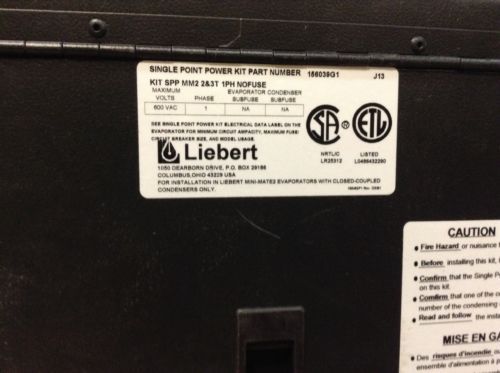 SINGLE POINT POWER KIT PART NUMBER 156039G1 J13
KIT SPP MM2 2&3T 1PH NOFUSE
MAXIMUM EVAPORATOR CONDENSER
VOLTS PHASE SUBFUSE SUBFUSE
600 VAC 1 NA NA
SEE SINGLE POINT POWER KIT ELECTRICAL DATA LABEL ON THE
EVAPORATOR FOR MINIMUM CIRCUIT AMPACITY, MAXIMUM FUSE/
CIRCUIT BREAKER SIZE, AND MODEL USAGE.
SA ETL
NRTL/C LISTED
LR25312
Liebert
1050 DEARBORN DRIVE, P.O. BOX 29186
COLUMBUS, OHIO 43229 USA
FOR INSTALLATION IN LIEBERT MINI-MATE2 EVAPORATORS WITH CLOSED-COUPLED
CONDENSERS ONLY.
CAUTION
• Fire Hazard or nuisance
• Before installing this kit,
• Confirm that the Single P
on this kit.
• Comfirm that one of the c
number of the condensing
• Read and follow the insta
MISE EN GA
• Des risques d'incendie ou
d'ensemble d'alimentation à p